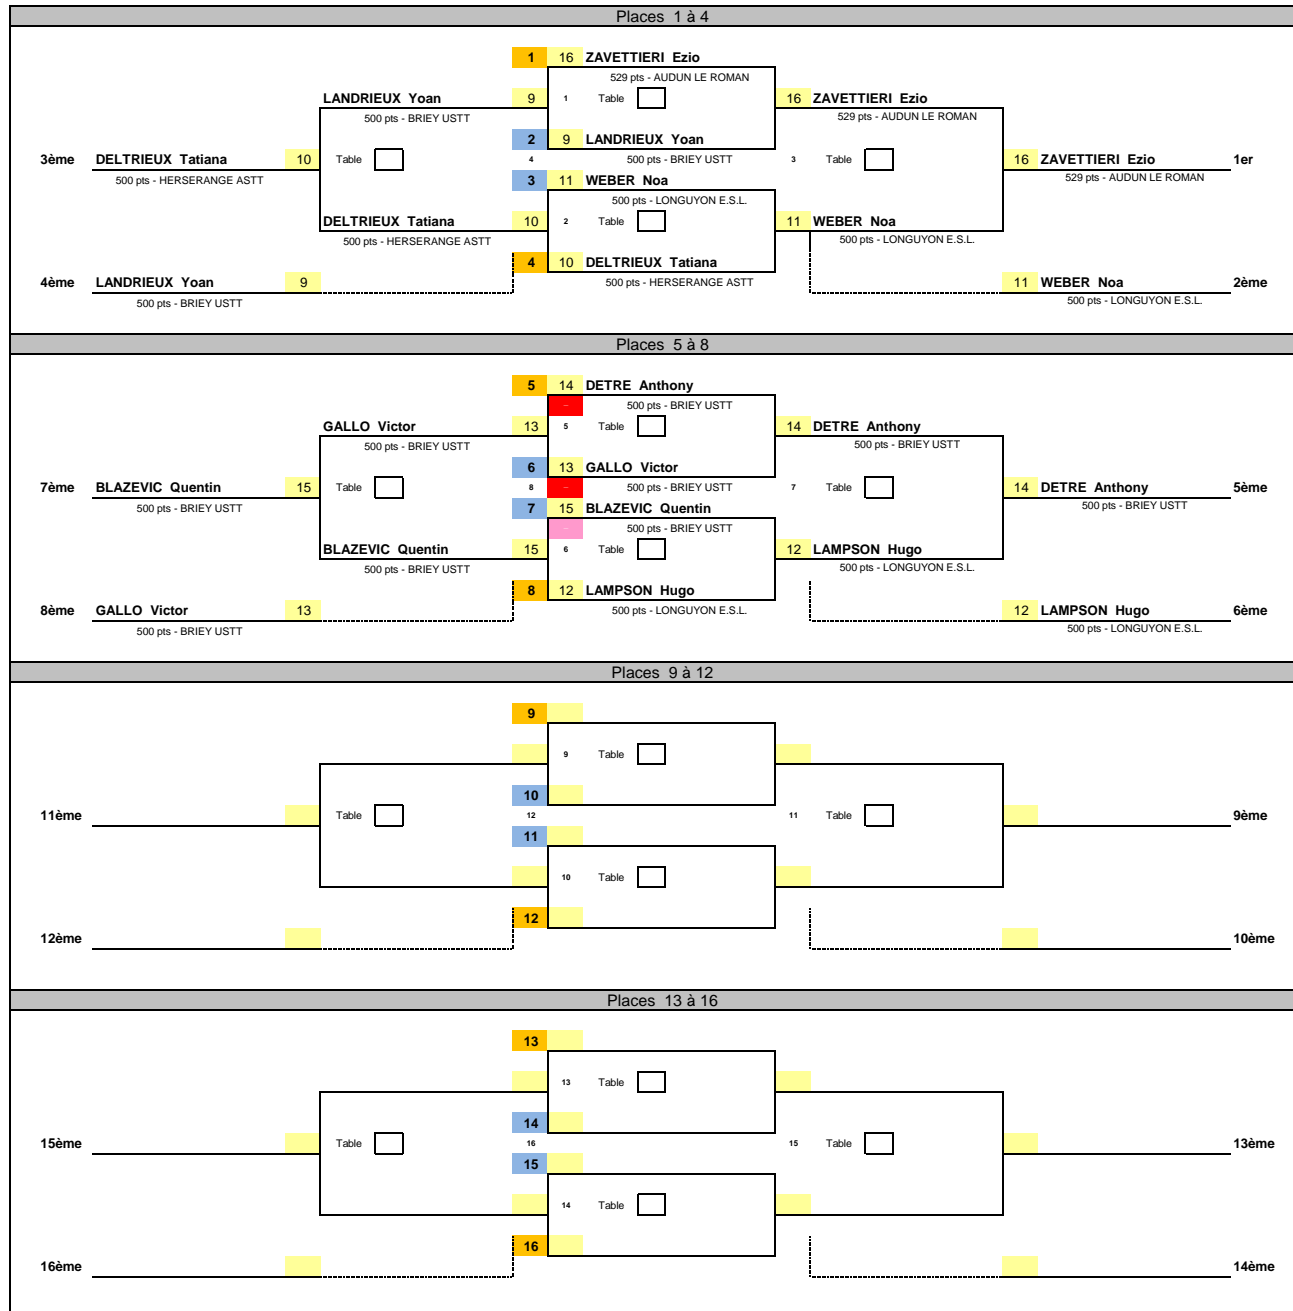 Places 1 à 4
1 16 ZAVETTIERI Ezio
529 pts - AUDUN LE ROMAN
LANDRIEUX Yoan 9 1 Table 16 ZAVETTIERI Ezio
500 pts - BRIEY USTT 529 pts - AUDUN LE ROMAN
2 9 LANDRIEUX Yoan
3ème DELTRIEUX Tatiana 10 Table 4 500 pts - BRIEY USTT 3 Table 16 ZAVETTIERI Ezio 1er
500 pts - HERSERANGE ASTT 3 11 WEBER Noa 529 pts - AUDUN LE ROMAN
500 pts - LONGUYON E.S.L.
DELTRIEUX Tatiana 10 2 Table 11 WEBER Noa
500 pts - HERSERANGE ASTT 500 pts - LONGUYON E.S.L.
4 10 DELTRIEUX Tatiana
4ème LANDRIEUX Yoan 9 500 pts - HERSERANGE ASTT 11 WEBER Noa 2ème
500 pts - BRIEY USTT 500 pts - LONGUYON E.S.L.
Places 5 à 8
5 14 DETRE Anthony
500 pts - BRIEY USTT
GALLO Victor 13 5 Table 14 DETRE Anthony
500 pts - BRIEY USTT 500 pts - BRIEY USTT
6 13 GALLO Victor
7ème BLAZEVIC Quentin 15 Table 8 500 pts - BRIEY USTT 7 Table 14 DETRE Anthony 5ème
500 pts - BRIEY USTT 7 15 BLAZEVIC Quentin 500 pts - BRIEY USTT
500 pts - BRIEY USTT
BLAZEVIC Quentin 15 6 Table 12 LAMPSON Hugo
500 pts - BRIEY USTT 500 pts - LONGUYON E.S.L.
8 12 LAMPSON Hugo
8ème GALLO Victor 13 500 pts - LONGUYON E.S.L. 12 LAMPSON Hugo 6ème
500 pts - BRIEY USTT 500 pts - LONGUYON E.S.L.
Places 9 à 12
9
9 Table
10
11ème Table 12 11 Table 9ème
11
10 Table
12
12ème 10ème
Places 13 à 16
13
13 Table
14
15ème Table 16 15 Table 13ème
15
14 Table
16
16ème 14ème